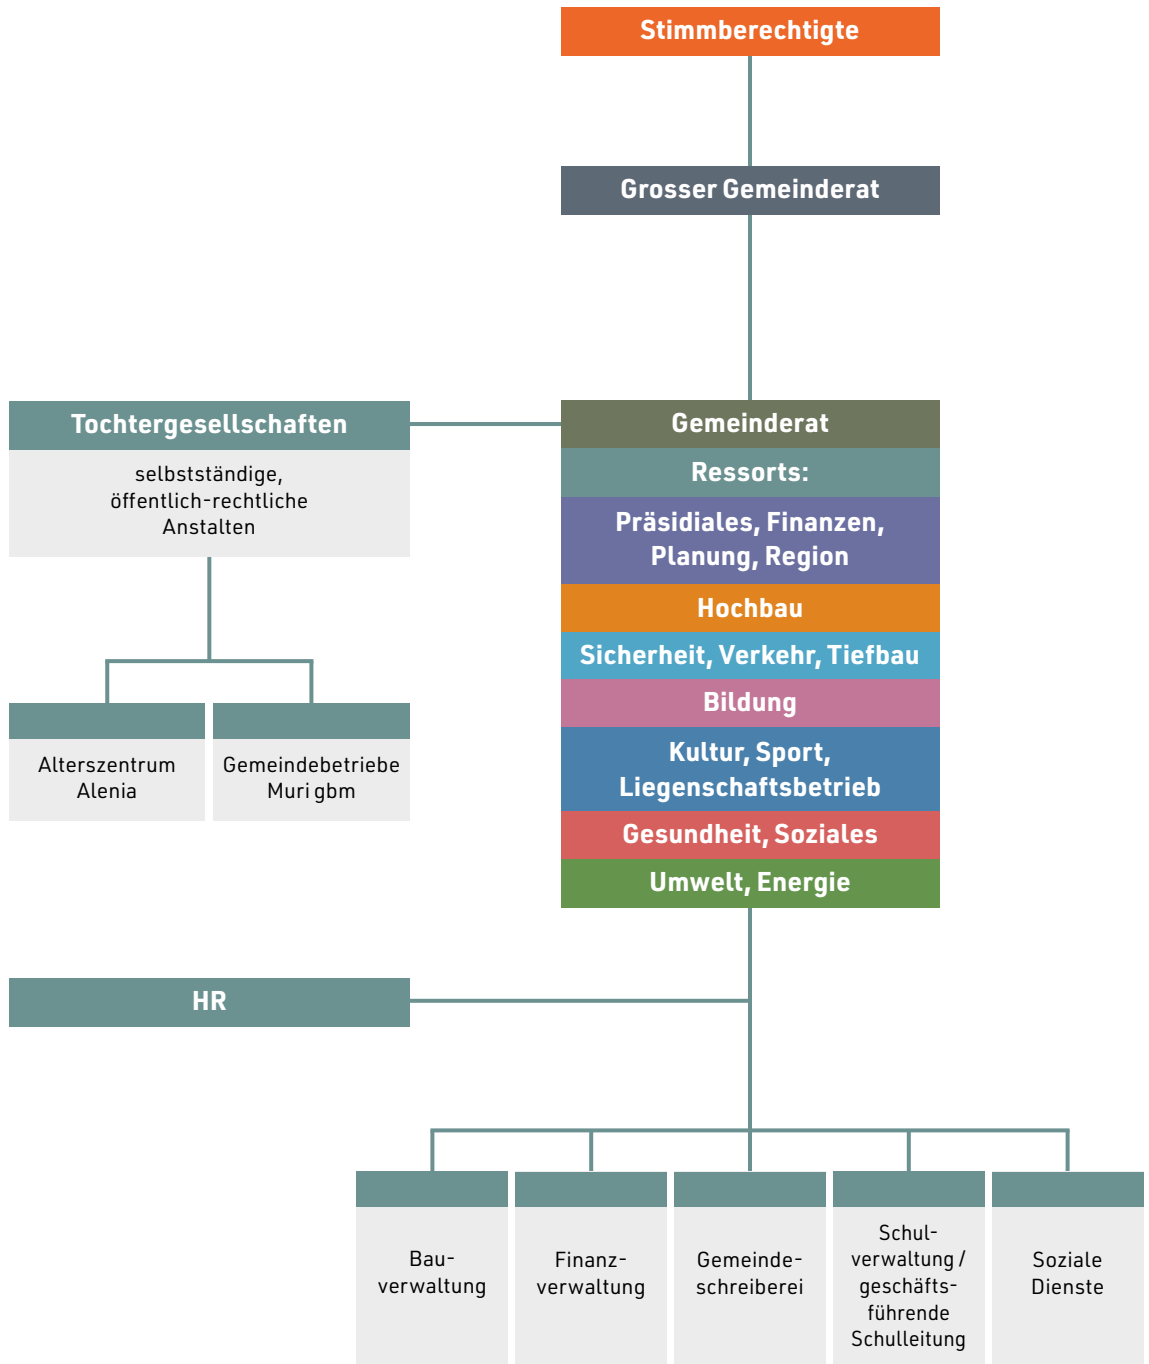 Stimmberechtigte
Grosser Gemeinderat
Tochtergesellschaften
selbstständige,
öffentlich-rechtliche
Anstalten
Alterszentrum
Alenia
Gemeindebetriebe
Muri gbm
Gemeinderat
Ressorts:
Präsidiales, Finanzen,
Planung, Region
Hochbau
Sicherheit, Verkehr, Tiefbau
Bildung
Kultur, Sport,
Liegenschaftsbetrieb
Gesundheit, Soziales
Umwelt, Energie
HR
Bau-
verwaltung
Finanz-
verwaltung
Gemeinde-
schreiberei
Schul-
verwaltung /
geschäfts-
führende
Schulleitung
Soziale
Dienste